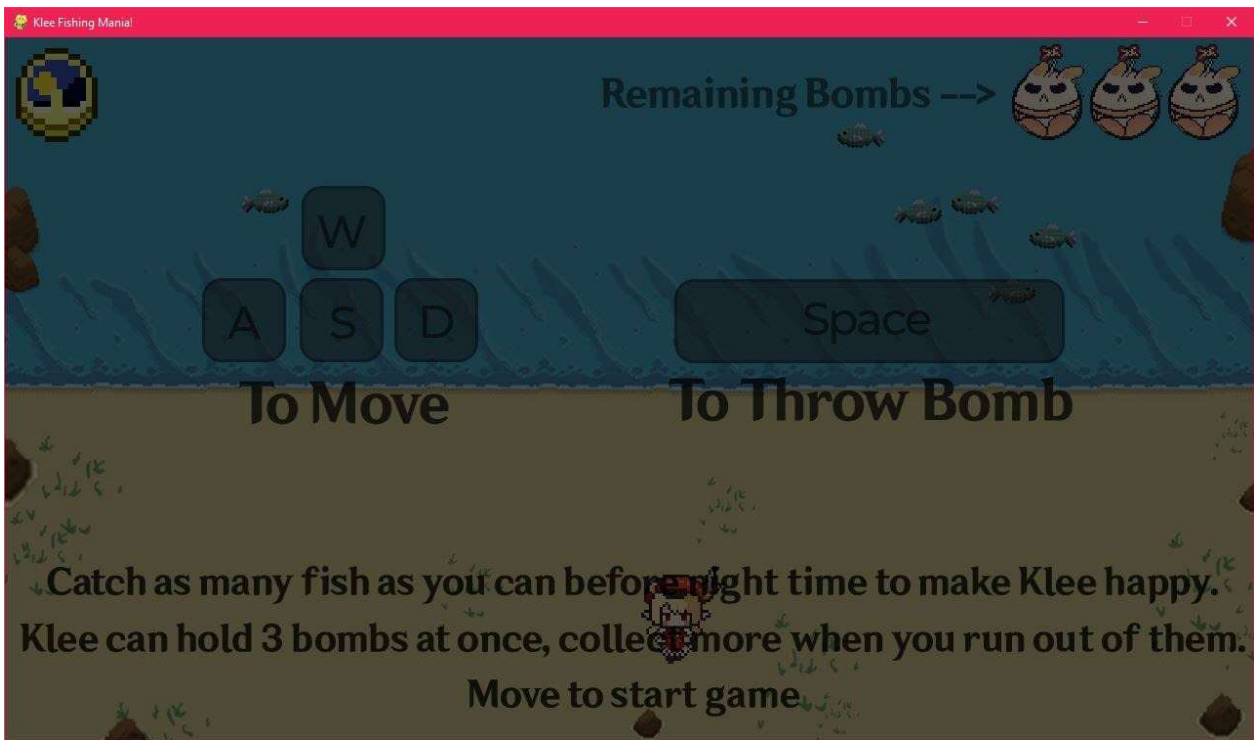 Klee Fishing Mania!
Remaining Bombs -->
W
A S D
Space
To Move
To Throw Bomb
Catch as many fish as you can before night time to make Klee happy.
Klee can hold 3 bombs at once, collect more when you run out of them.
Move to start game